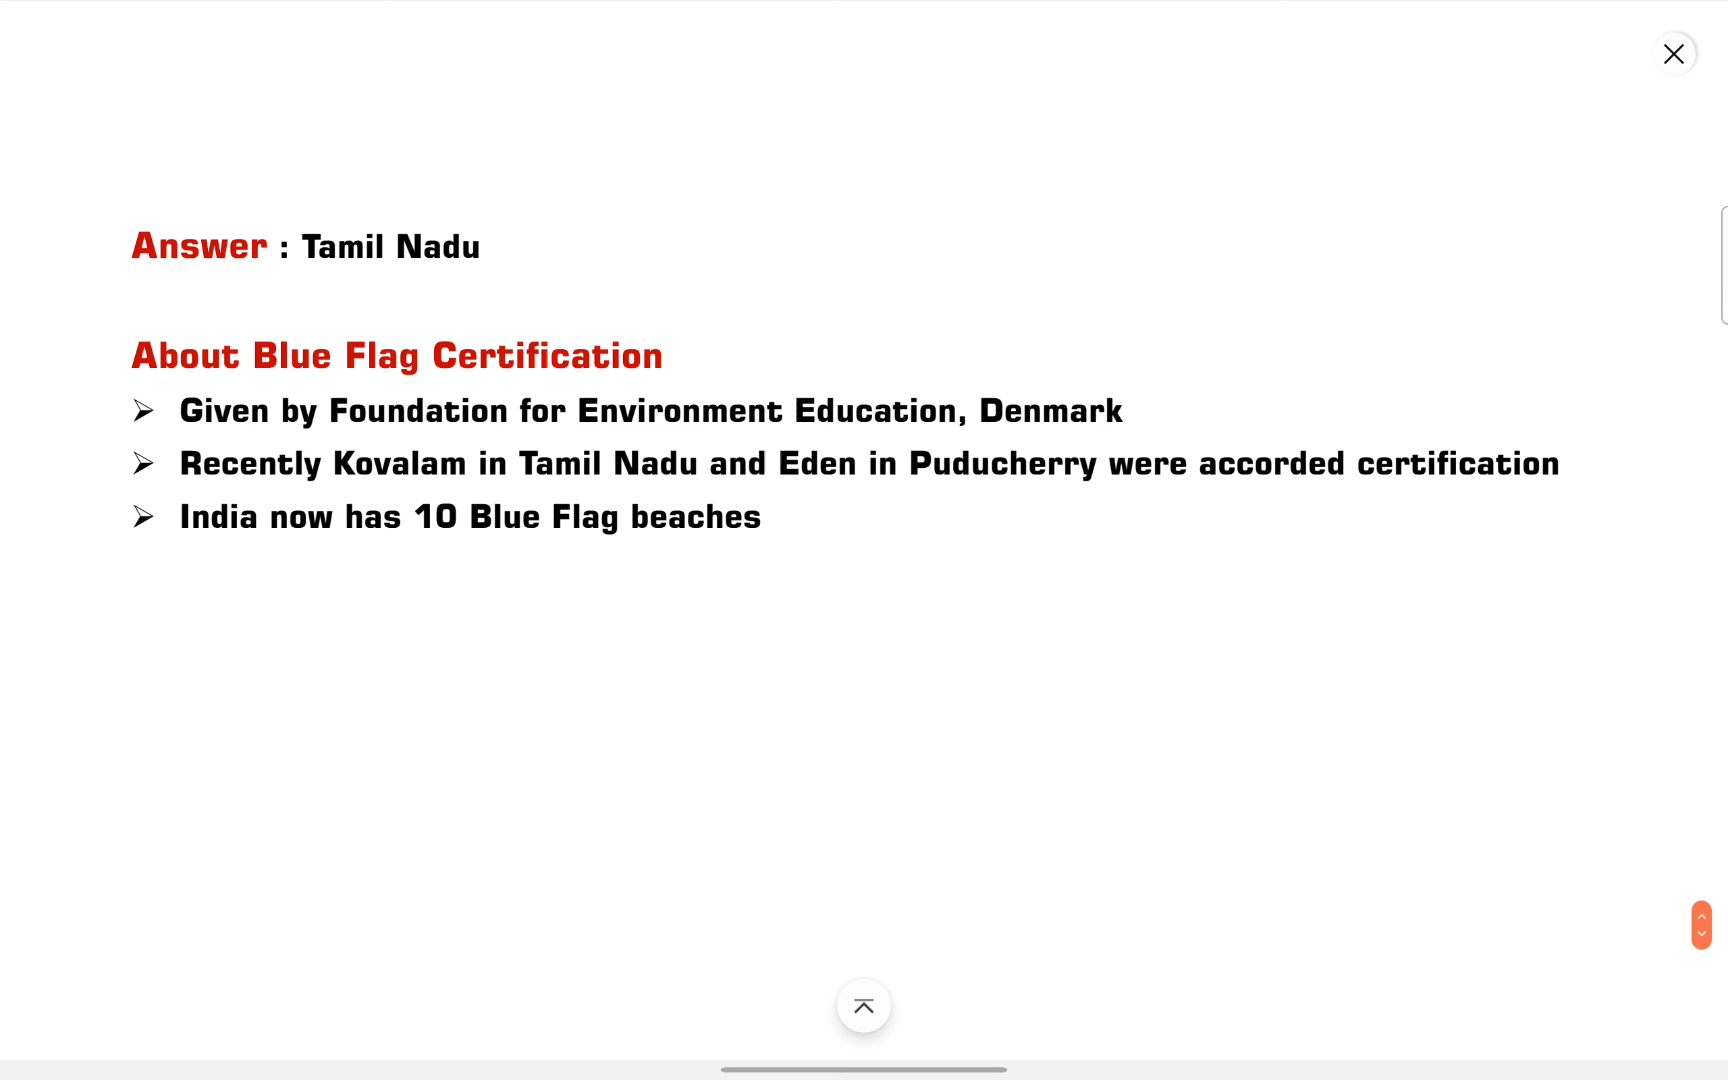 Answer : Tamil Nadu
About Blue Flag Certification
➢ Given by Foundation for Environment Education, Denmark
➢ Recently Kovalam in Tamil Nadu and Eden in Puducherry were accorded certification
➢ India now has 10 Blue Flag beaches